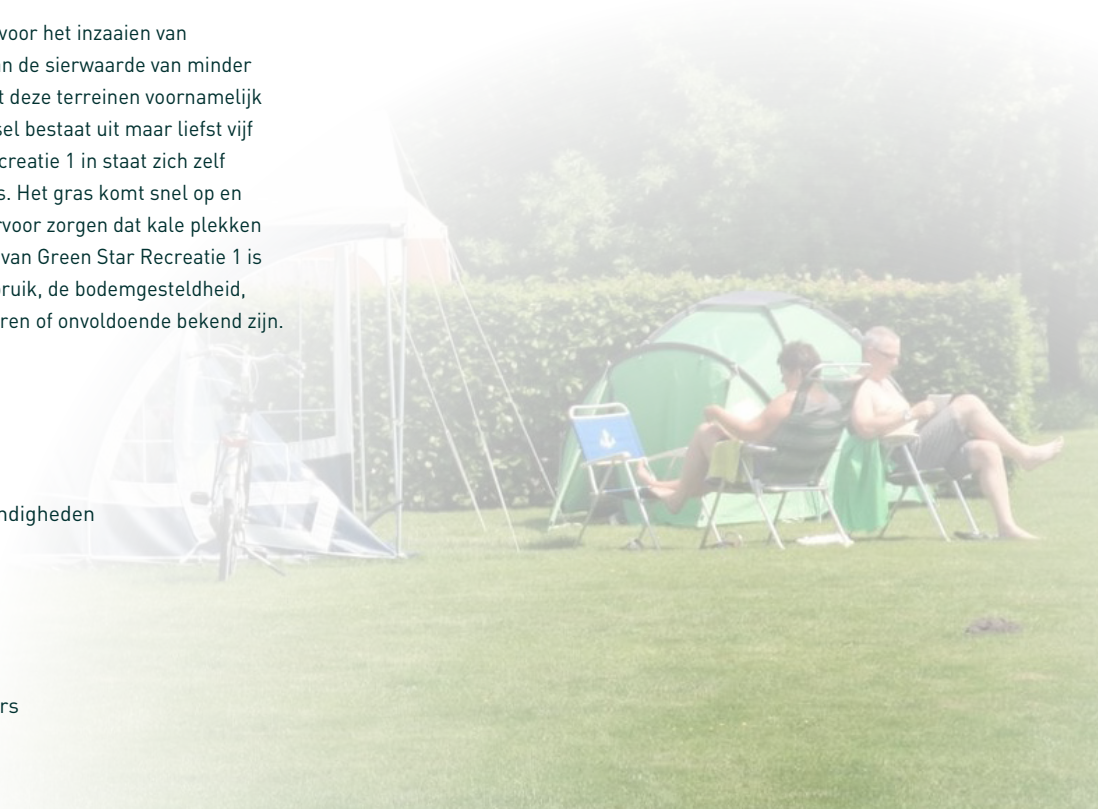 voor het inzaaien van
n de sierwaarde van minder
t deze terreinen voornamelijk
sel bestaat uit maar liefst vijf
creatie 1 in staat zich zelf
s. Het gras komt snel op en
rvoor zorgen dat kale plekken
van Green Star Recreatie 1 is
ruik, de bodemgesteldheid,
ren of onvoldoende bekend zijn.
ndigheden
rs